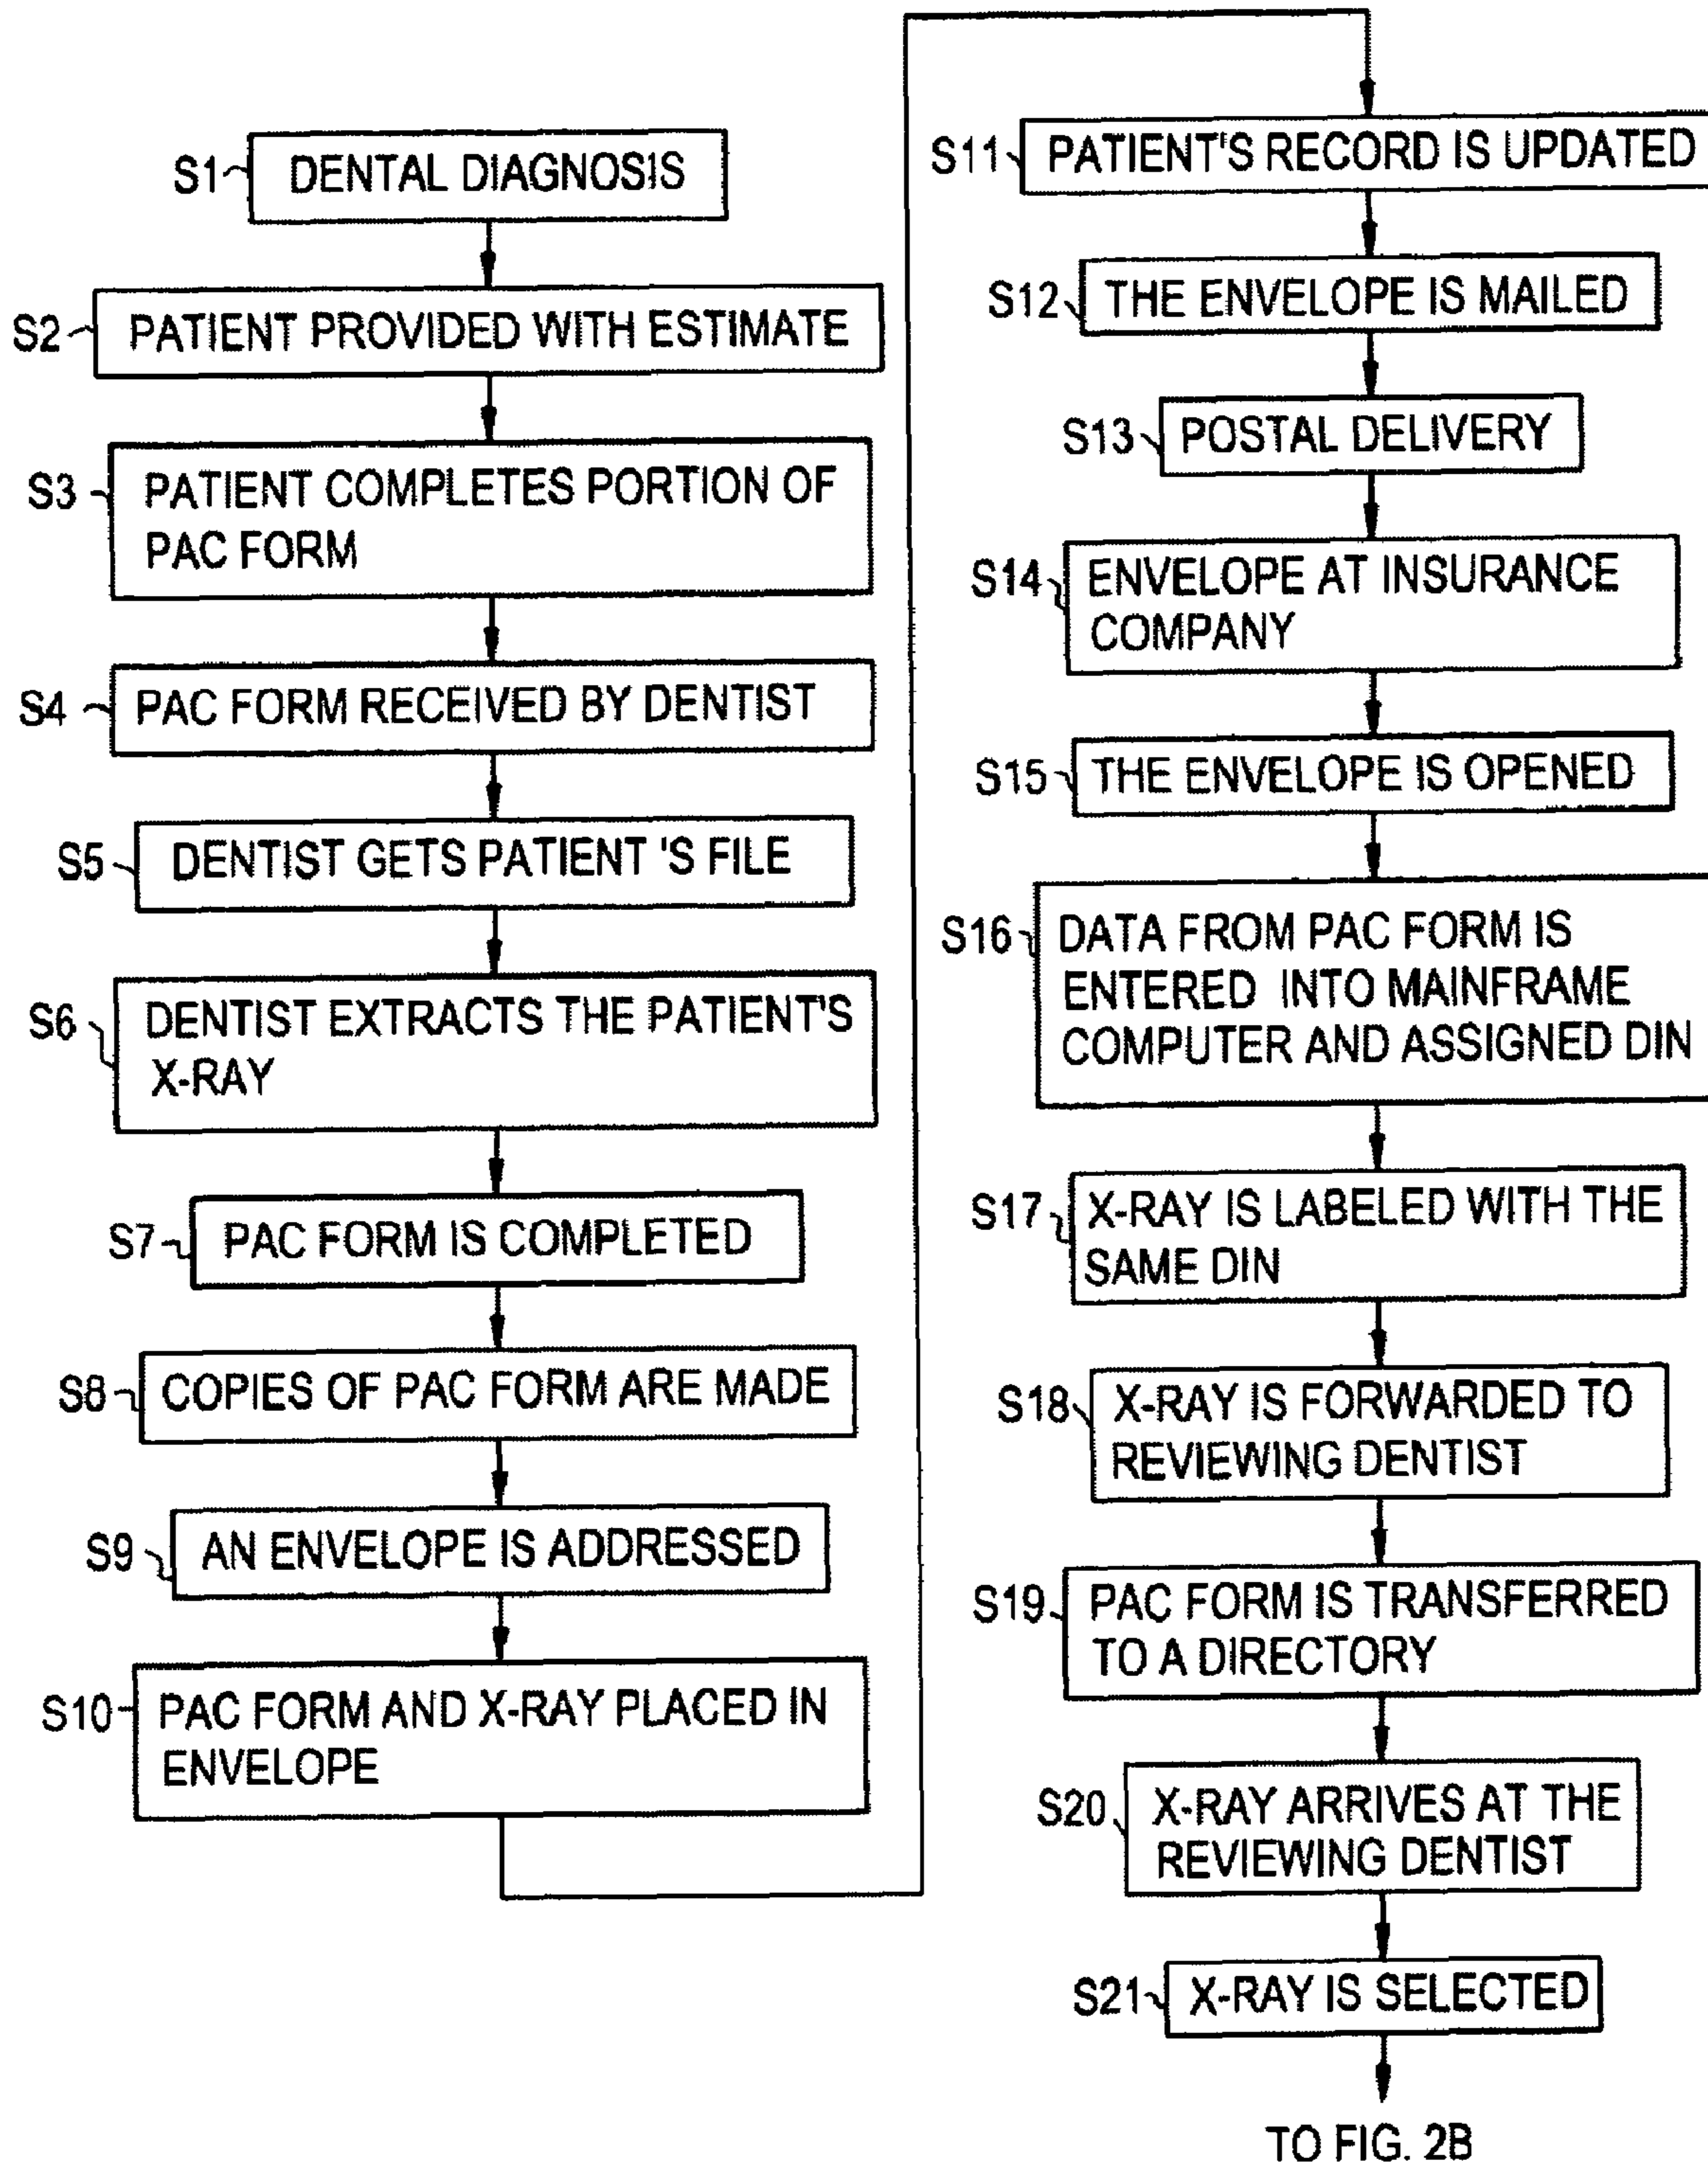 S1 DENTAL DIAGNOSIS
S2 PATIENT PROVIDED WITH ESTIMATE
S3 PATIENT COMPLETES PORTION OF
PAC FORM
S4 PAC FORM RECEIVED BY DENTIST
S5 DENTIST GETS PATIENT 'S FILE
S6 DENTIST EXTRACTS THE PATIENT'S
X-RAY
S7 PAC FORM IS COMPLETED
S8 COPIES OF PAC FORM ARE MADE
S9 AN ENVELOPE IS ADDRESSED
S10 PAC FORM AND X-RAY PLACED IN
ENVELOPE
S11 PATIENT'S RECORD IS UPDATED
S12 THE ENVELOPE IS MAILED
S13 POSTAL DELIVERY
S14 ENVELOPE AT INSURANCE
COMPANY
S15 THE ENVELOPE IS OPENED
S16 DATA FROM PAC FORM IS
ENTERED INTO MAINFRAME
COMPUTER AND ASSIGNED DIN
S17 X-RAY IS LABELED WITH THE
SAME DIN
S18 X-RAY IS FORWARDED TO
REVIEWING DENTIST
S19 PAC FORM IS TRANSFERRED
TO A DIRECTORY
S20 X-RAY ARRIVES AT THE
REVIEWING DENTIST
S21 X-RAY IS SELECTED
TO FIG. 2B